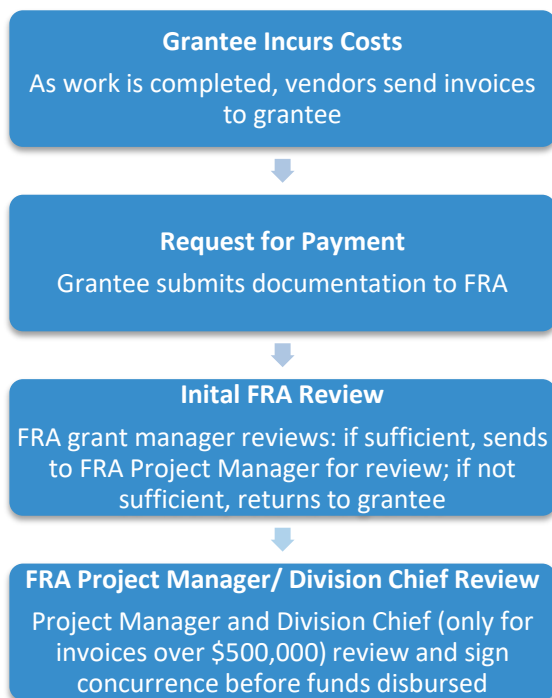 Grantee Incurs Costs
As work is completed, vendors send invoices
to grantee
Request for Payment
Grantee submits documentation to FRA
Inital FRA Review
FRA grant manager reviews: if sufficient, sends
to FRA Project Manager for review; if not
sufficient, returns to grantee
FRA Project Manager/ Division Chief Review
Project Manager and Division Chief (only for
invoices over $500,000) review and sign
concurrence before funds disbursed